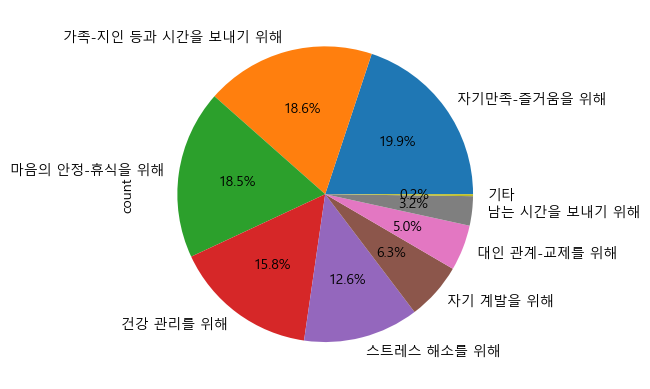 가족-지인 등과 시간을 보내기 위해
자기만족-즐거움을 위해
18.6%
19.9%
마음의 안정-휴식을 위해
18.5%
count
0.2%
기타
3.2%
남는 시간을 보내기 위해
5.0%
대인 관계-교제를 위해
6.3%
15.8%
12.6%
자기 계발을 위해
건강 관리를 위해
스트레스 해소를 위해